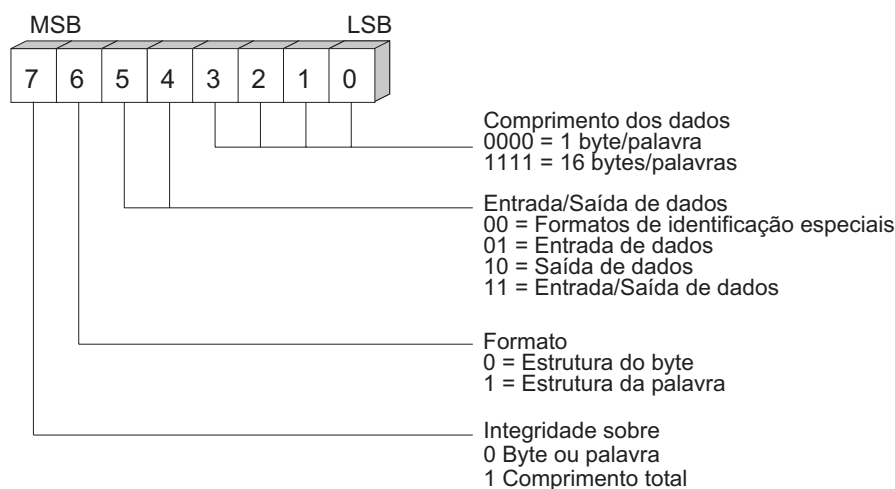 MSB LSB
7 6 5 4 3 2 1 0
Comprimento dos dados
0000 = 1 byte/palavra
1111 = 16 bytes/palavras
Entrada/Saída de dados
00 = Formatos de identificação especiais
01 = Entrada de dados
10 = Saída de dados
11 = Entrada/Saída de dados
Formato
0 = Estrutura do byte
1 = Estrutura da palavra
Integridade sobre
0 Byte ou palavra
1 Comprimento total